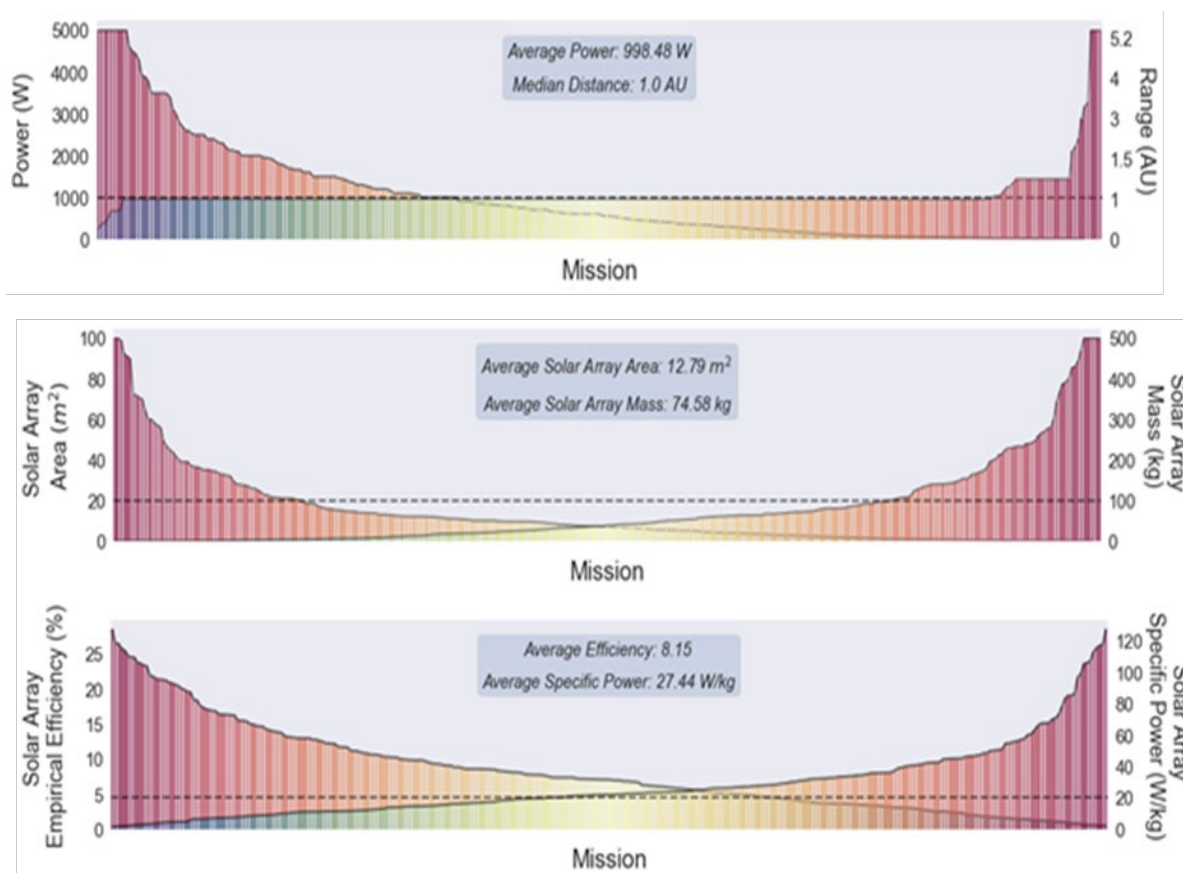 5000
4000
3000
2000
1000
0
Power (W)
Average Power: 998.48 W
Median Distance: 1.0 AU
5.2
4
3
1.5
1
0
Range (AU)
Mission
100
80
60
40
20
0
Solar Array
Area (m²)
Average Solar Array Area: 12.79 m²
Average Solar Array Mass: 74.58 kg
500
400
300
200
100
0
Solar Array
Mass (kg)
Mission
25
20
15
10
5
0
Solar Array
Empirical Efficiency (%)
Average Efficiency: 8.15
Average Specific Power: 27.44 W/kg
120
100
80
60
40
20
0
Solar Array
Specific Power (W/kg)
Mission